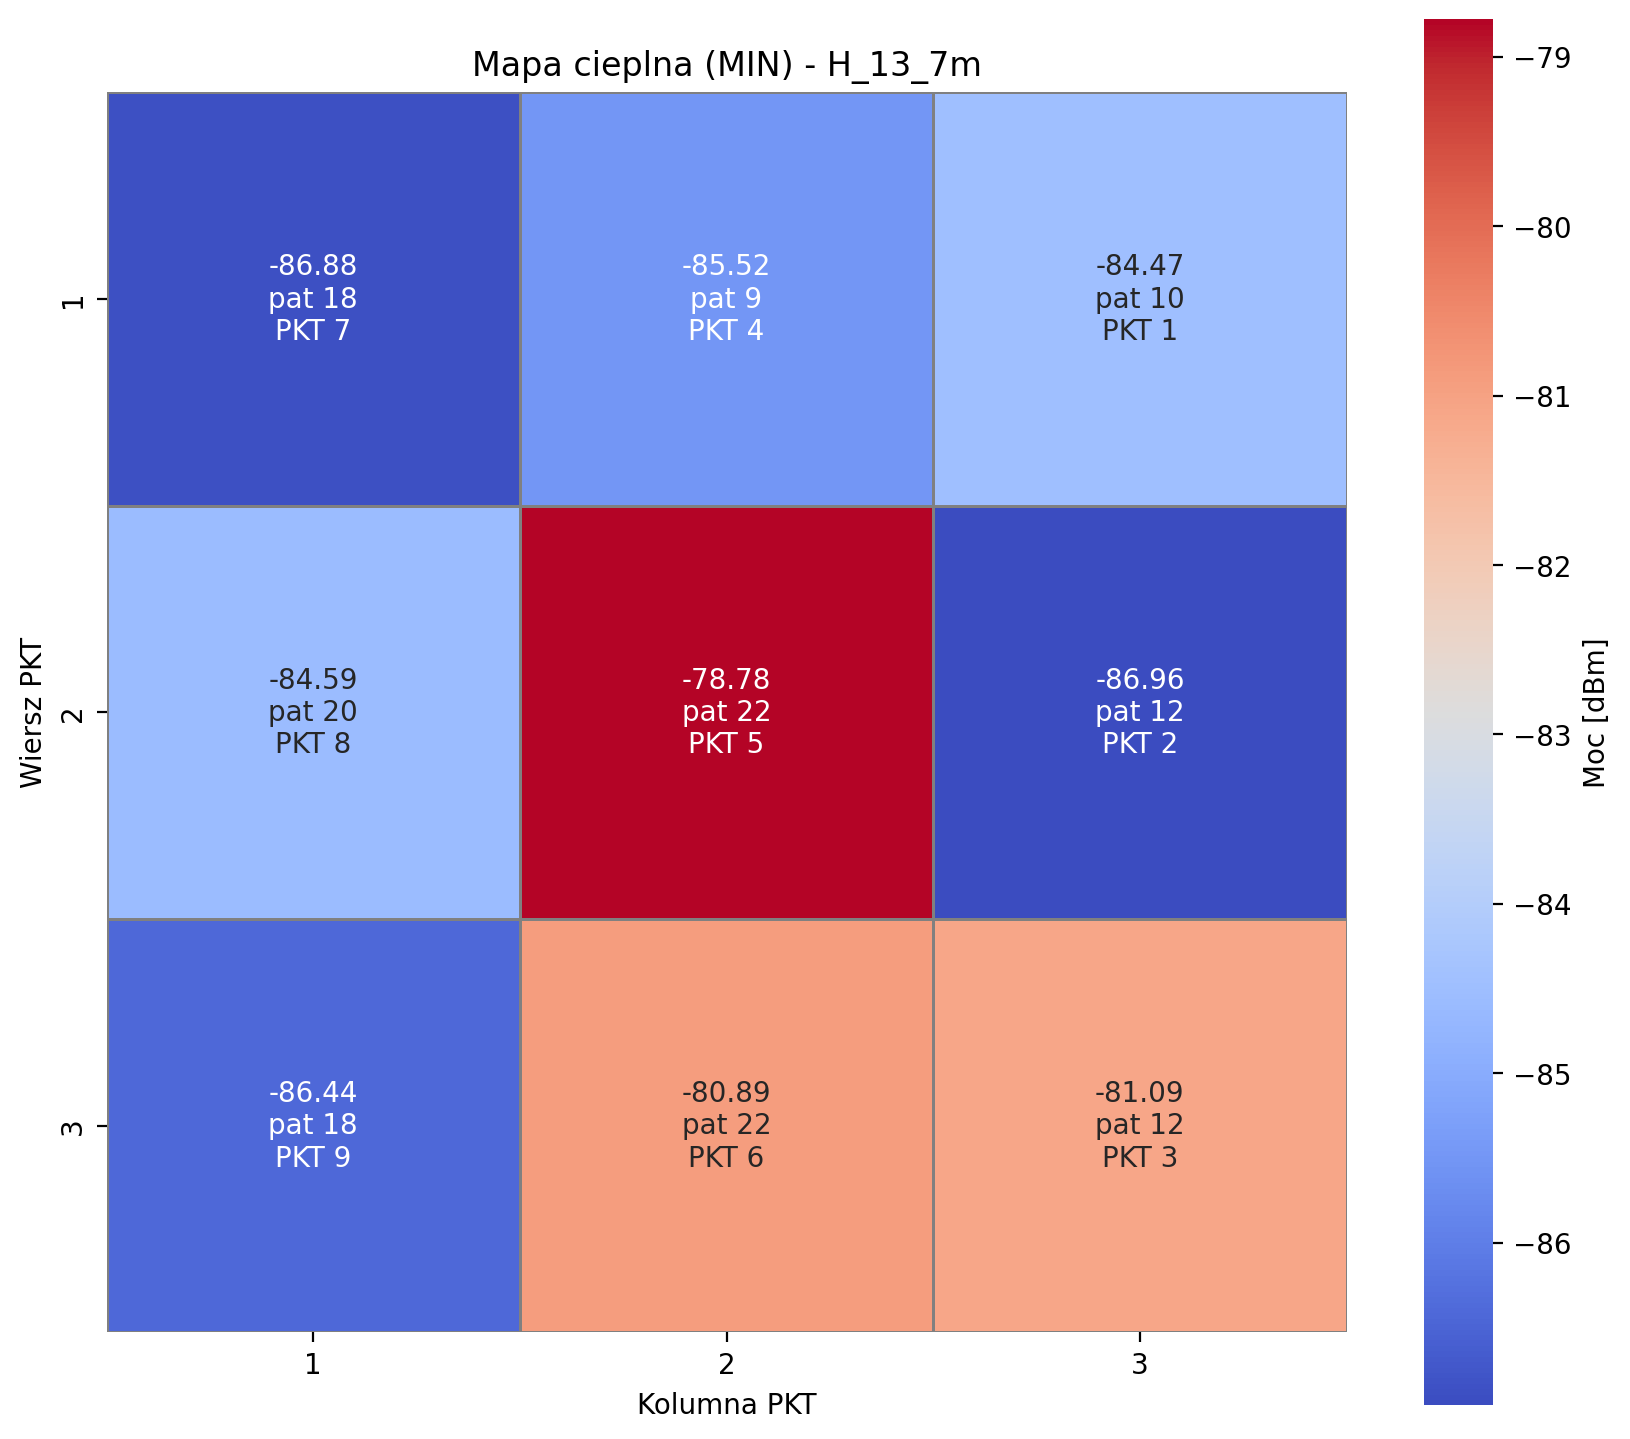 Mapa cieplna (MIN) - H_13_7m
-86.88
pat 18
PKT 7
-85.52
pat 9
PKT 4
-84.47
pat 10
PKT 1
-84.59
pat 20
PKT 8
-78.78
pat 22
PKT 5
-86.96
pat 12
PKT 2
-86.44
pat 18
PKT 9
-80.89
pat 22
PKT 6
-81.09
pat 12
PKT 3
1
2
3
Wiersz PKT
1
2
3
Kolumna PKT
−79
−80
−81
−82
−83
−84
−85
−86
Moc [dBm]